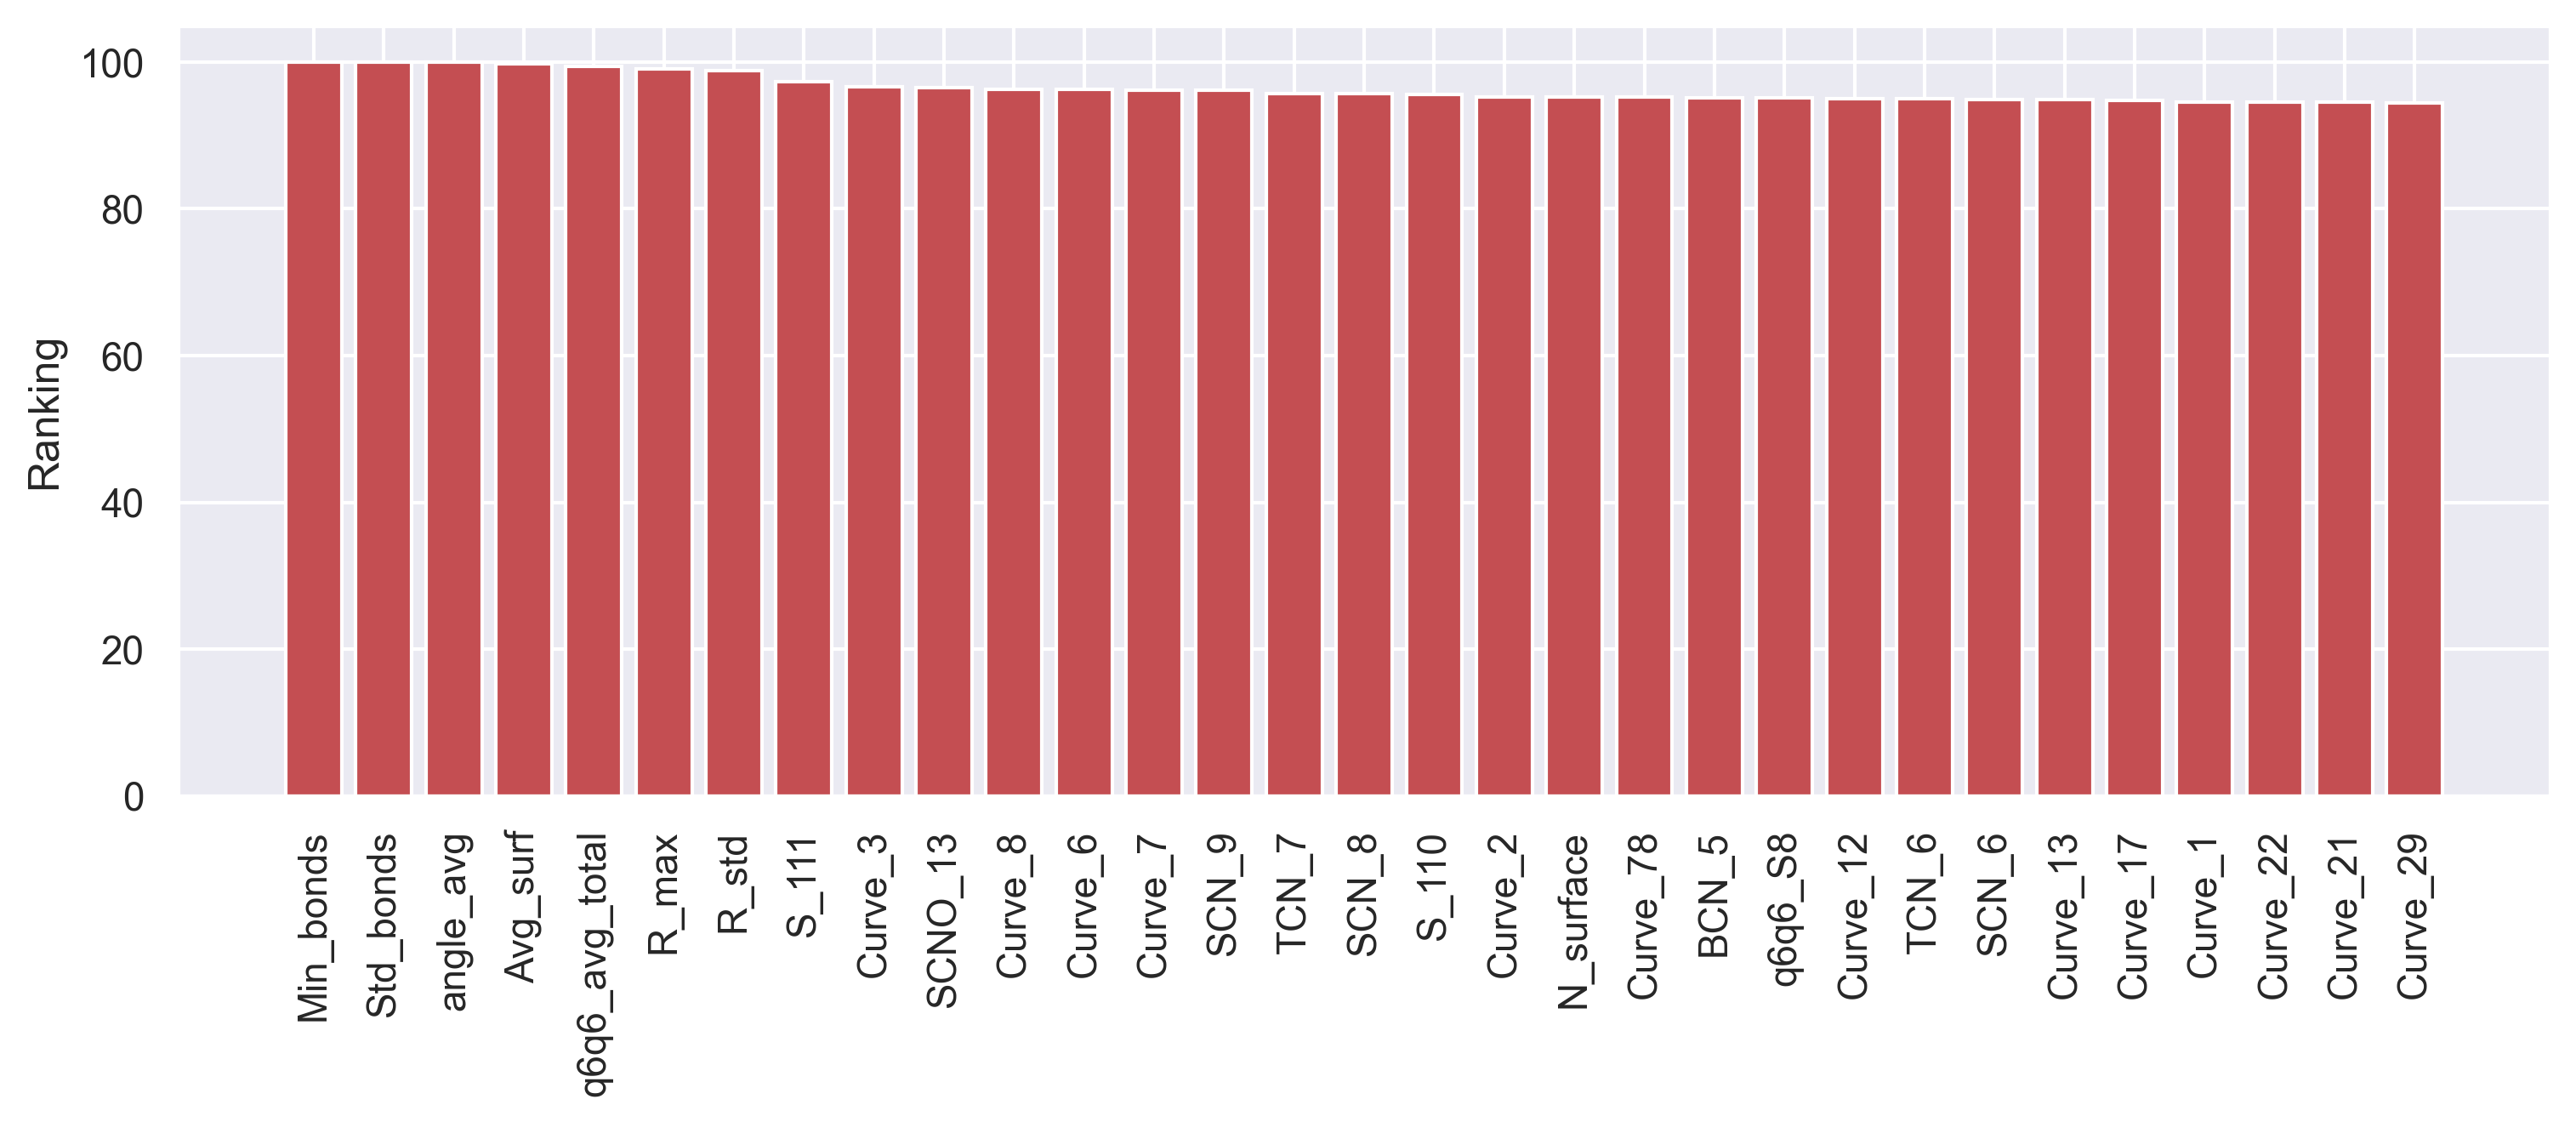 Ranking
100
80
60
40
20
0
Min_bonds
Std_bonds
angle_avg
Avg_surf
q6q6_avg_total
R_max
R_std
S_111
Curve_3
SCNO_13
Curve_8
Curve_6
Curve_7
SCN_9
TCN_7
SCN_8
S_110
Curve_2
N_surface
Curve_78
BCN_5
q6q6_S8
Curve_12
TCN_6
SCN_6
Curve_13
Curve_17
Curve_1
Curve_22
Curve_21
Curve_29